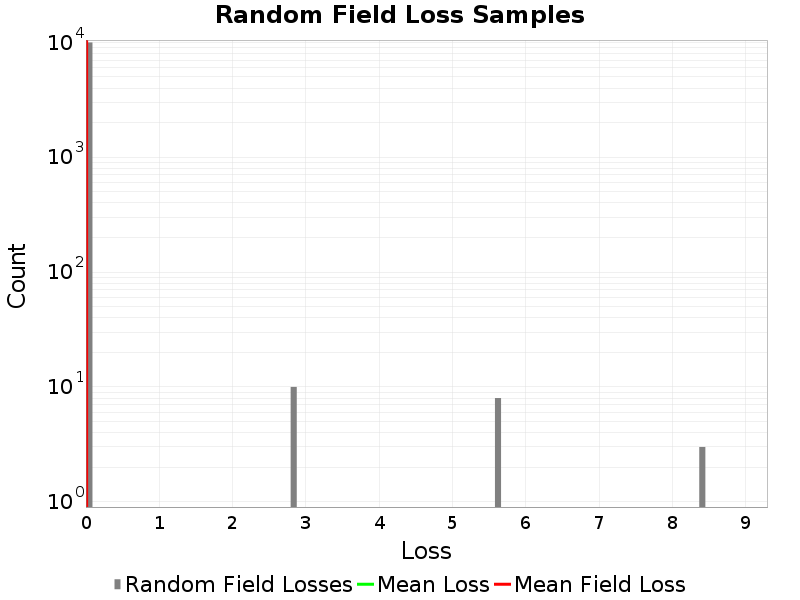 Random Field Loss Samples
10^4
10^3
10^2
10^1
10^0
Count
0 1 2 3 4 5 6 7 8 9
Loss
Random Field Losses Mean Loss Mean Field Loss